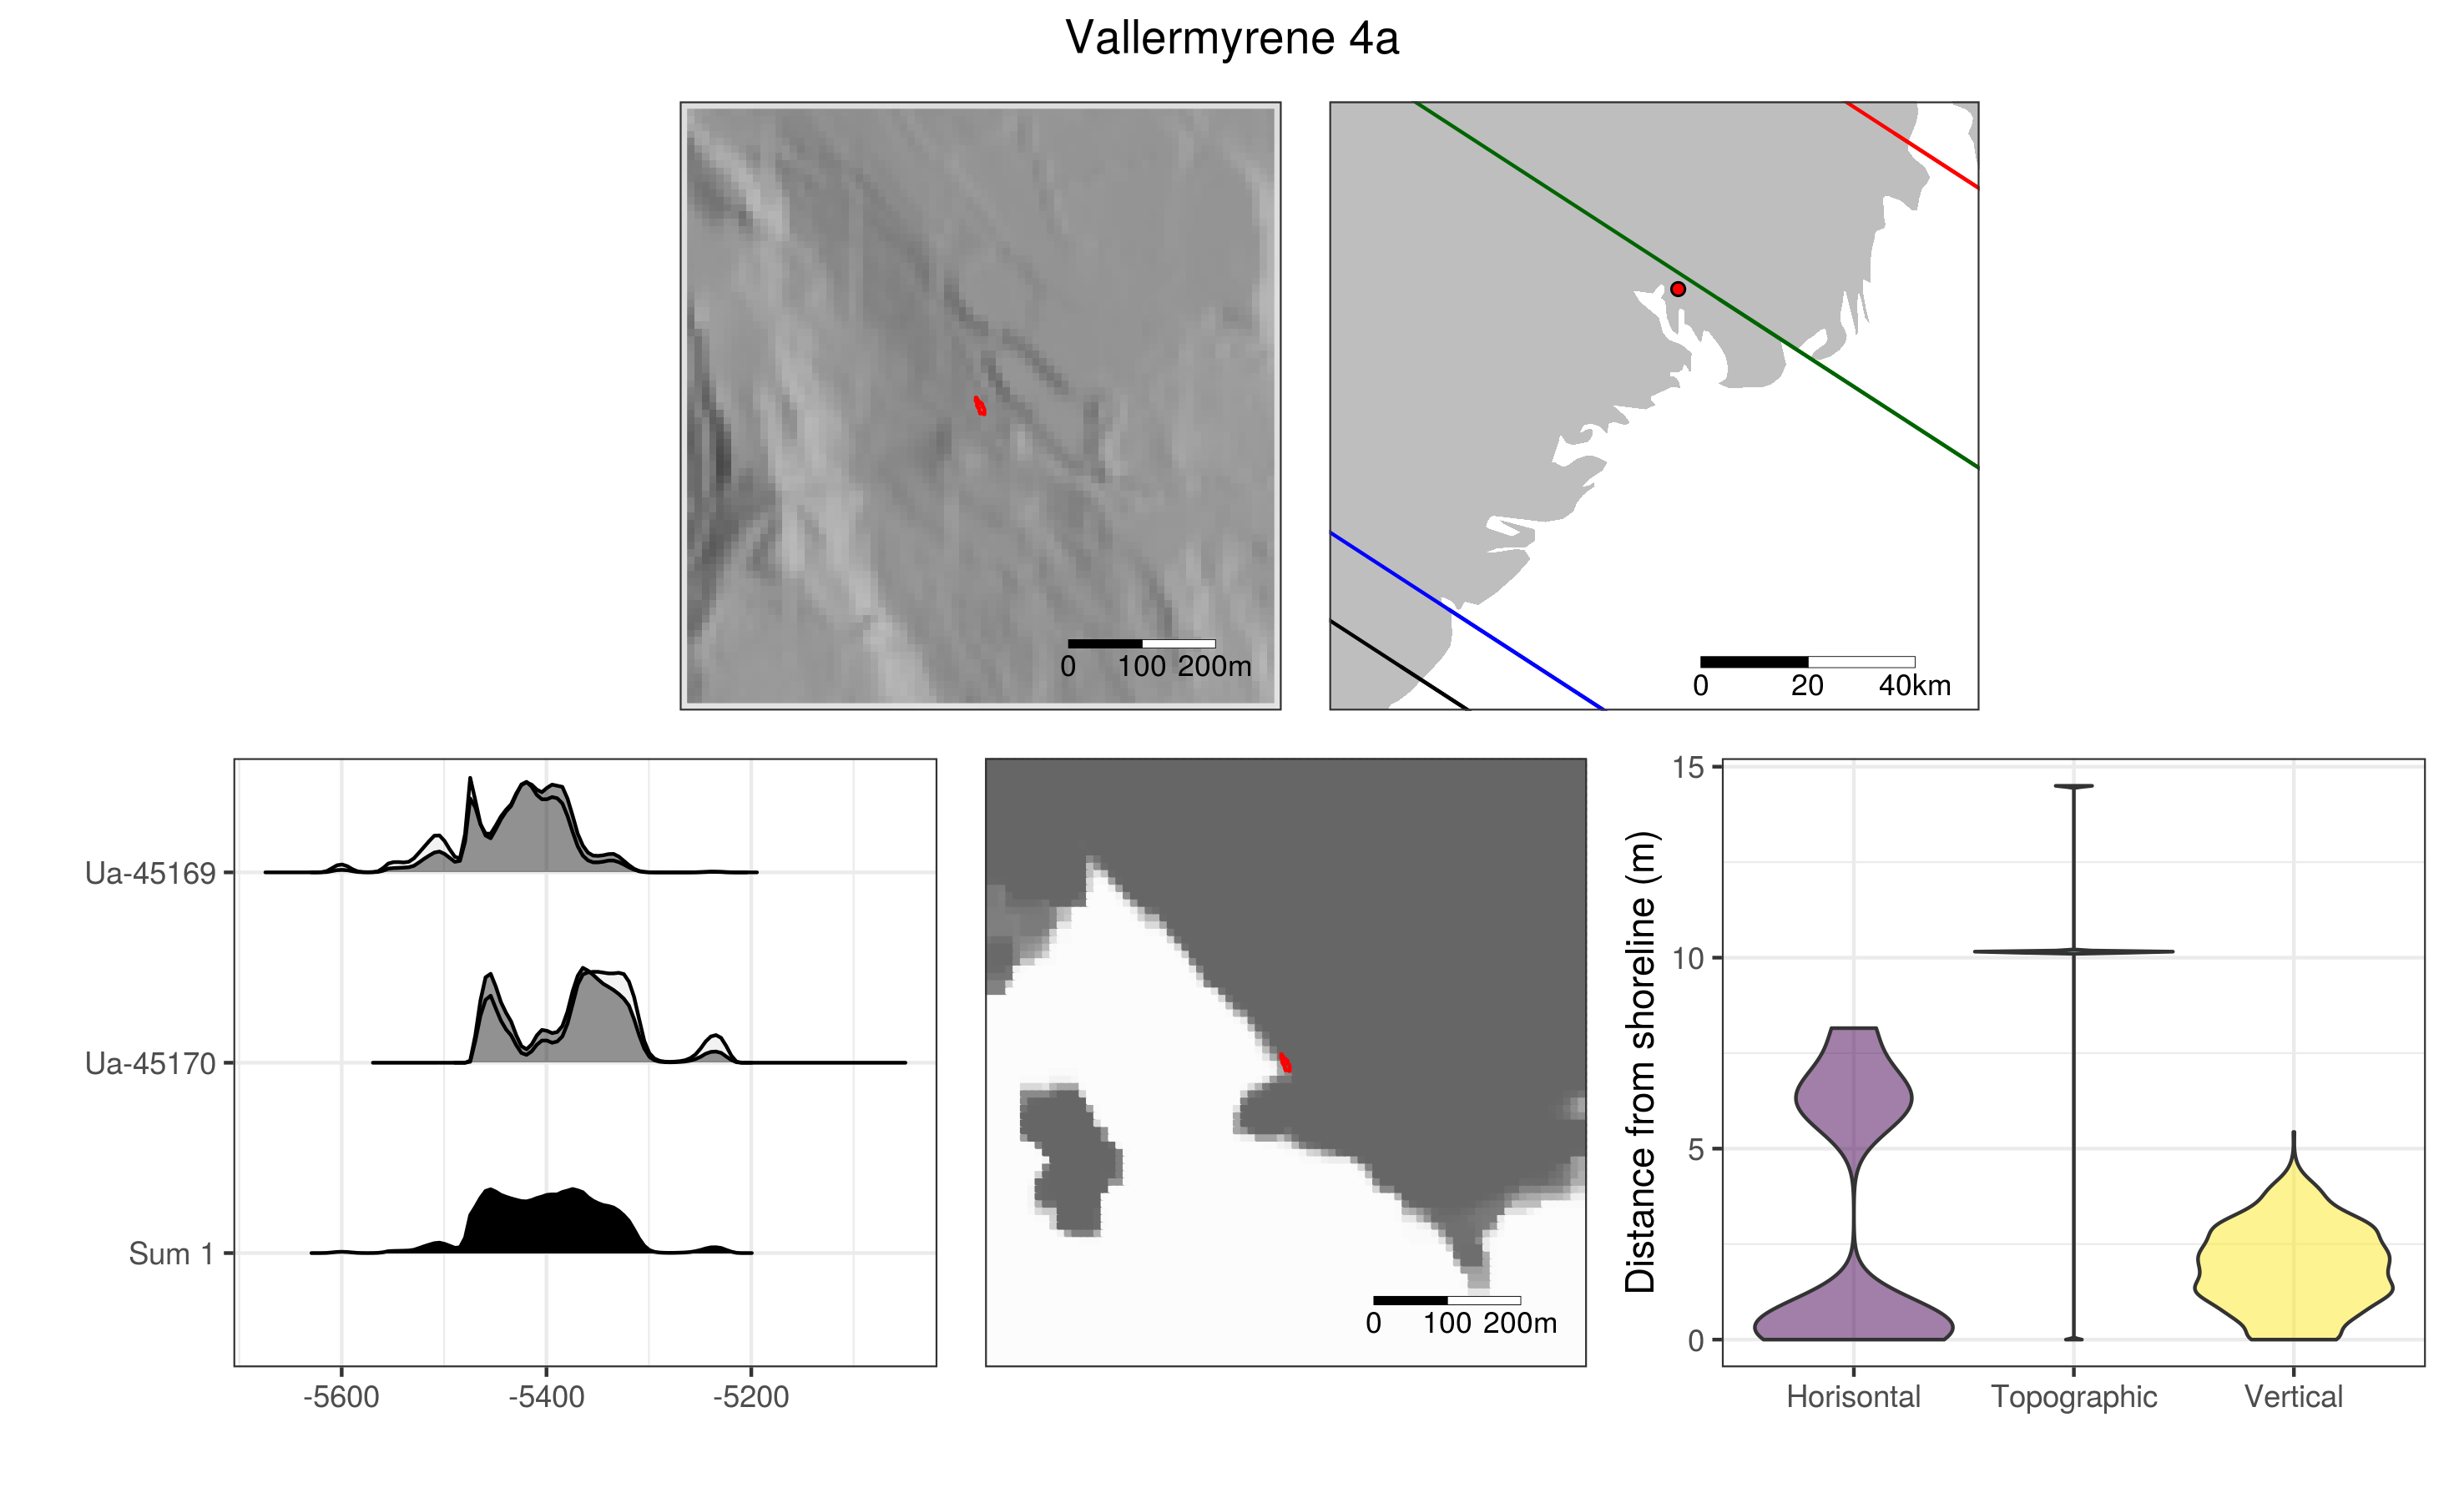 Vallermyrene 4a
0 100 200m
0 20 40km
Ua-45169
Ua-45170
Sum 1
-5600 -5400 -5200
0 100 200m
Distance from shoreline (m)
15
10
5
0
Horisontal Topographic Vertical